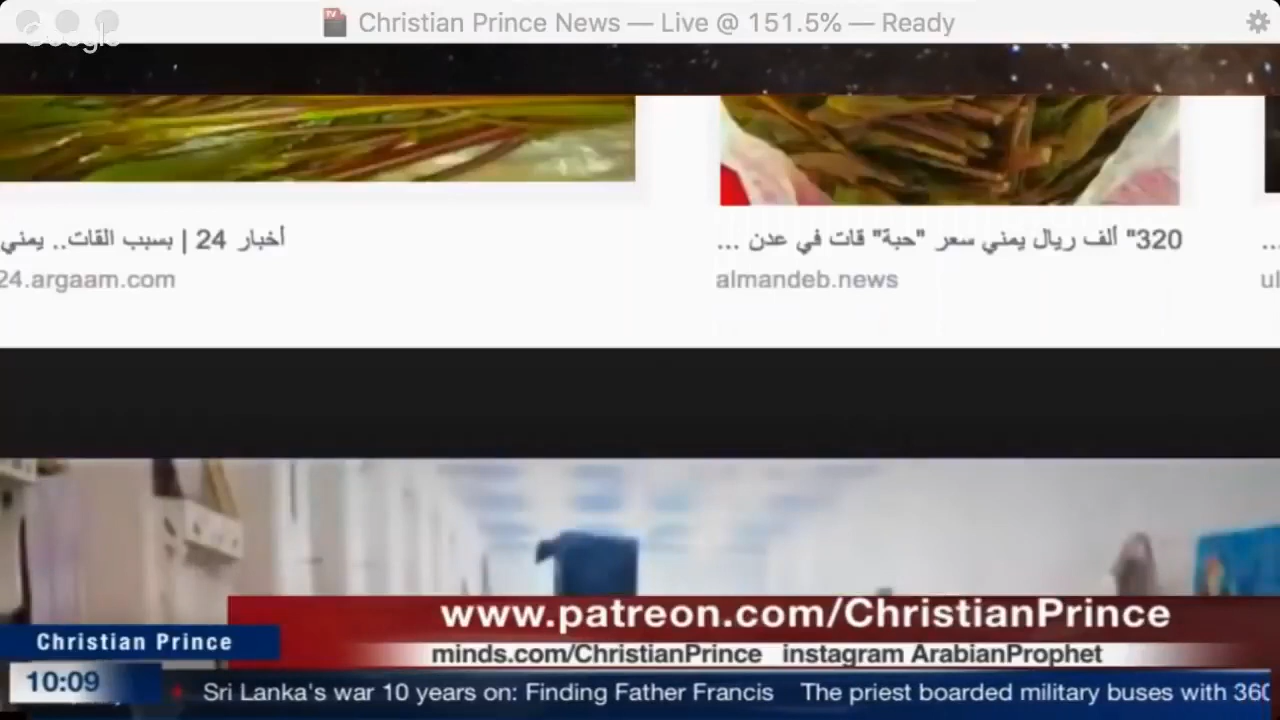 Christian Prince News — Live @ 151.5% — Ready
Google
أخبار 24 | بسبب القات.. يمني
24.argaam.com
320" ألف ريال يمني سعر "حبة" قات في عدن ...
almandeb.news
...
ul
www.patreon.com/ChristianPrince
Christian Prince
minds.com/ChristianPrince instagram ArabianProphet
10:09
Sri Lanka's war 10 years on: Finding Father Francis The priest boarded military buses with 360